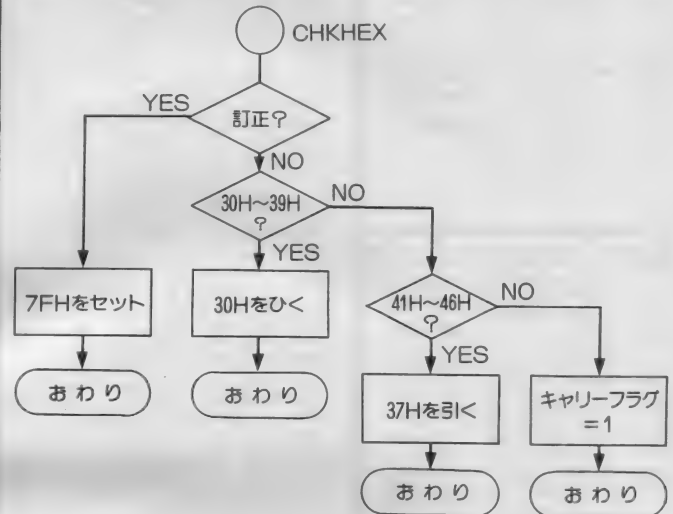 CHKHEX
訂正?
YES
NO
30H~39H
?
NO
YES
7FHをセット
30Hをひく
41H~46H
?
NO
YES
おわり
おわり
37Hを引く
キャリーフラグ
=1
おわり
おわり